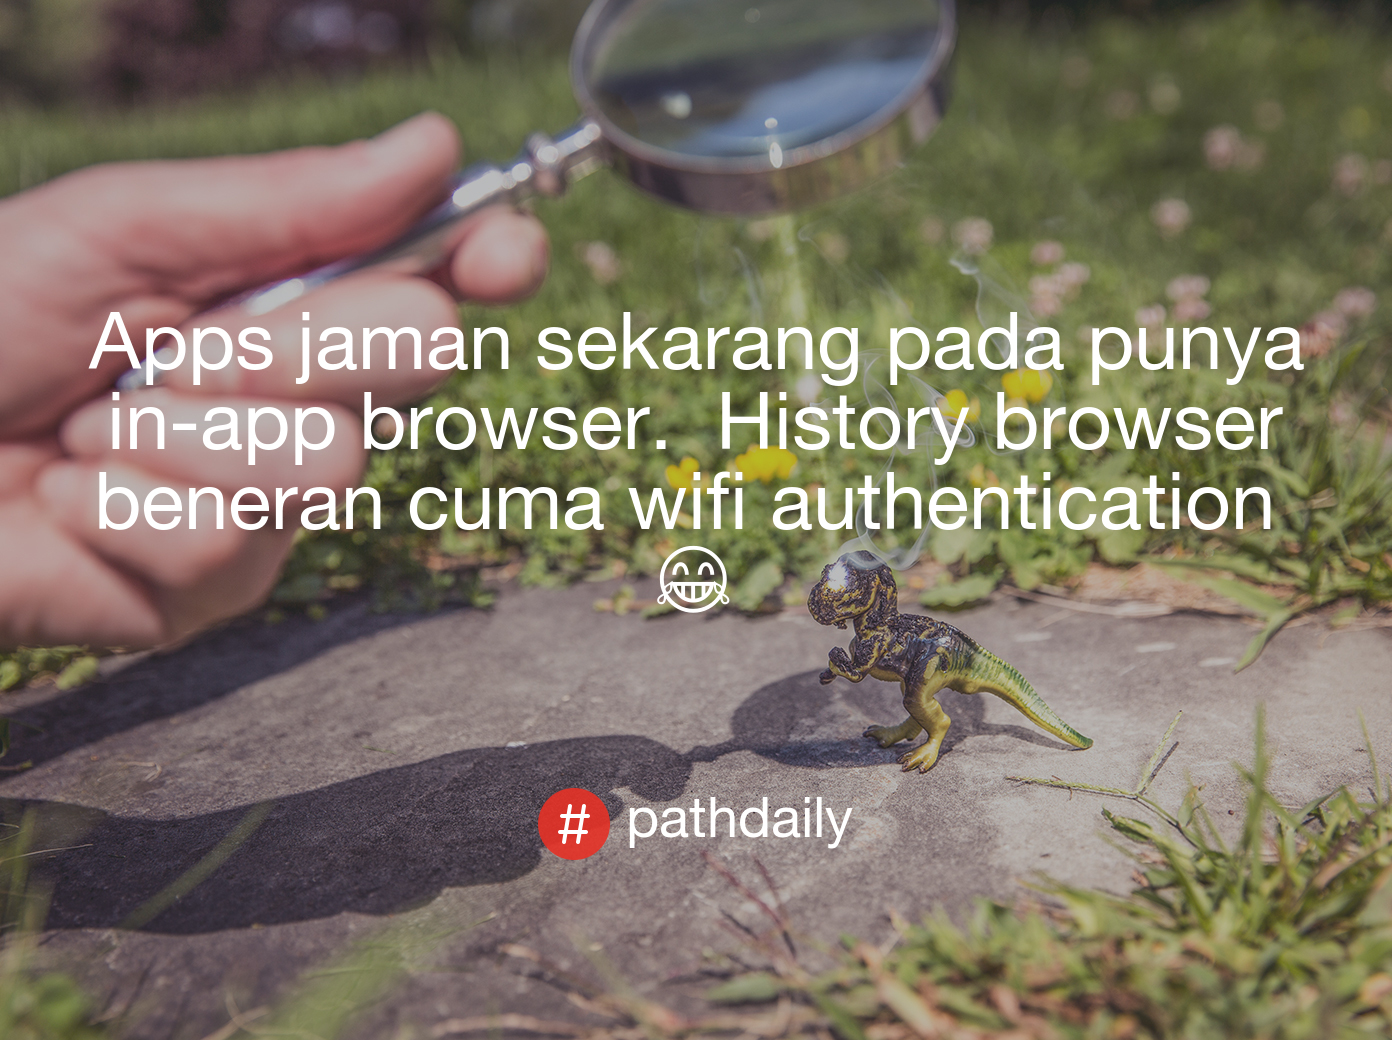 Apps jaman sekarang pada punya
in-app browser.  History browser
beneran cuma wifi authentication
😂
# pathdaily